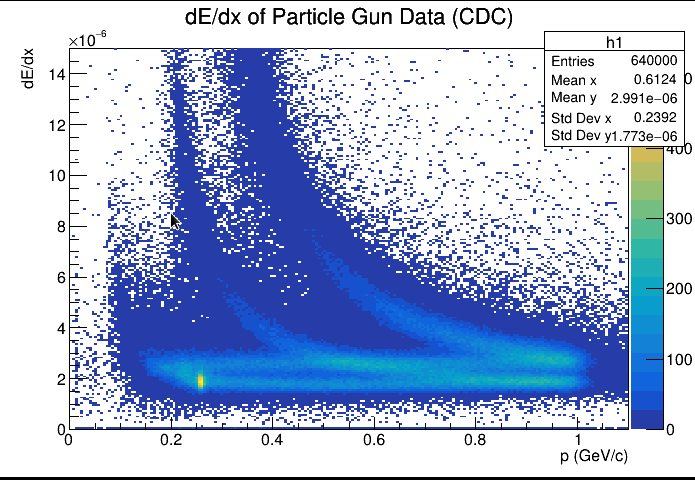 dE/dx of Particle Gun Data (CDC)
×10⁻⁶
dE/dx
h1
Entries 640000
Mean x 0.6124
Mean y 2.991e−06
Std Dev x 0.2392
Std Dev y 1.773e−06
14
12
10
8
6
4
2
0
0
0.2
0.4
0.6
0.8
1
p (GeV/c)
0
400
300
200
100
0